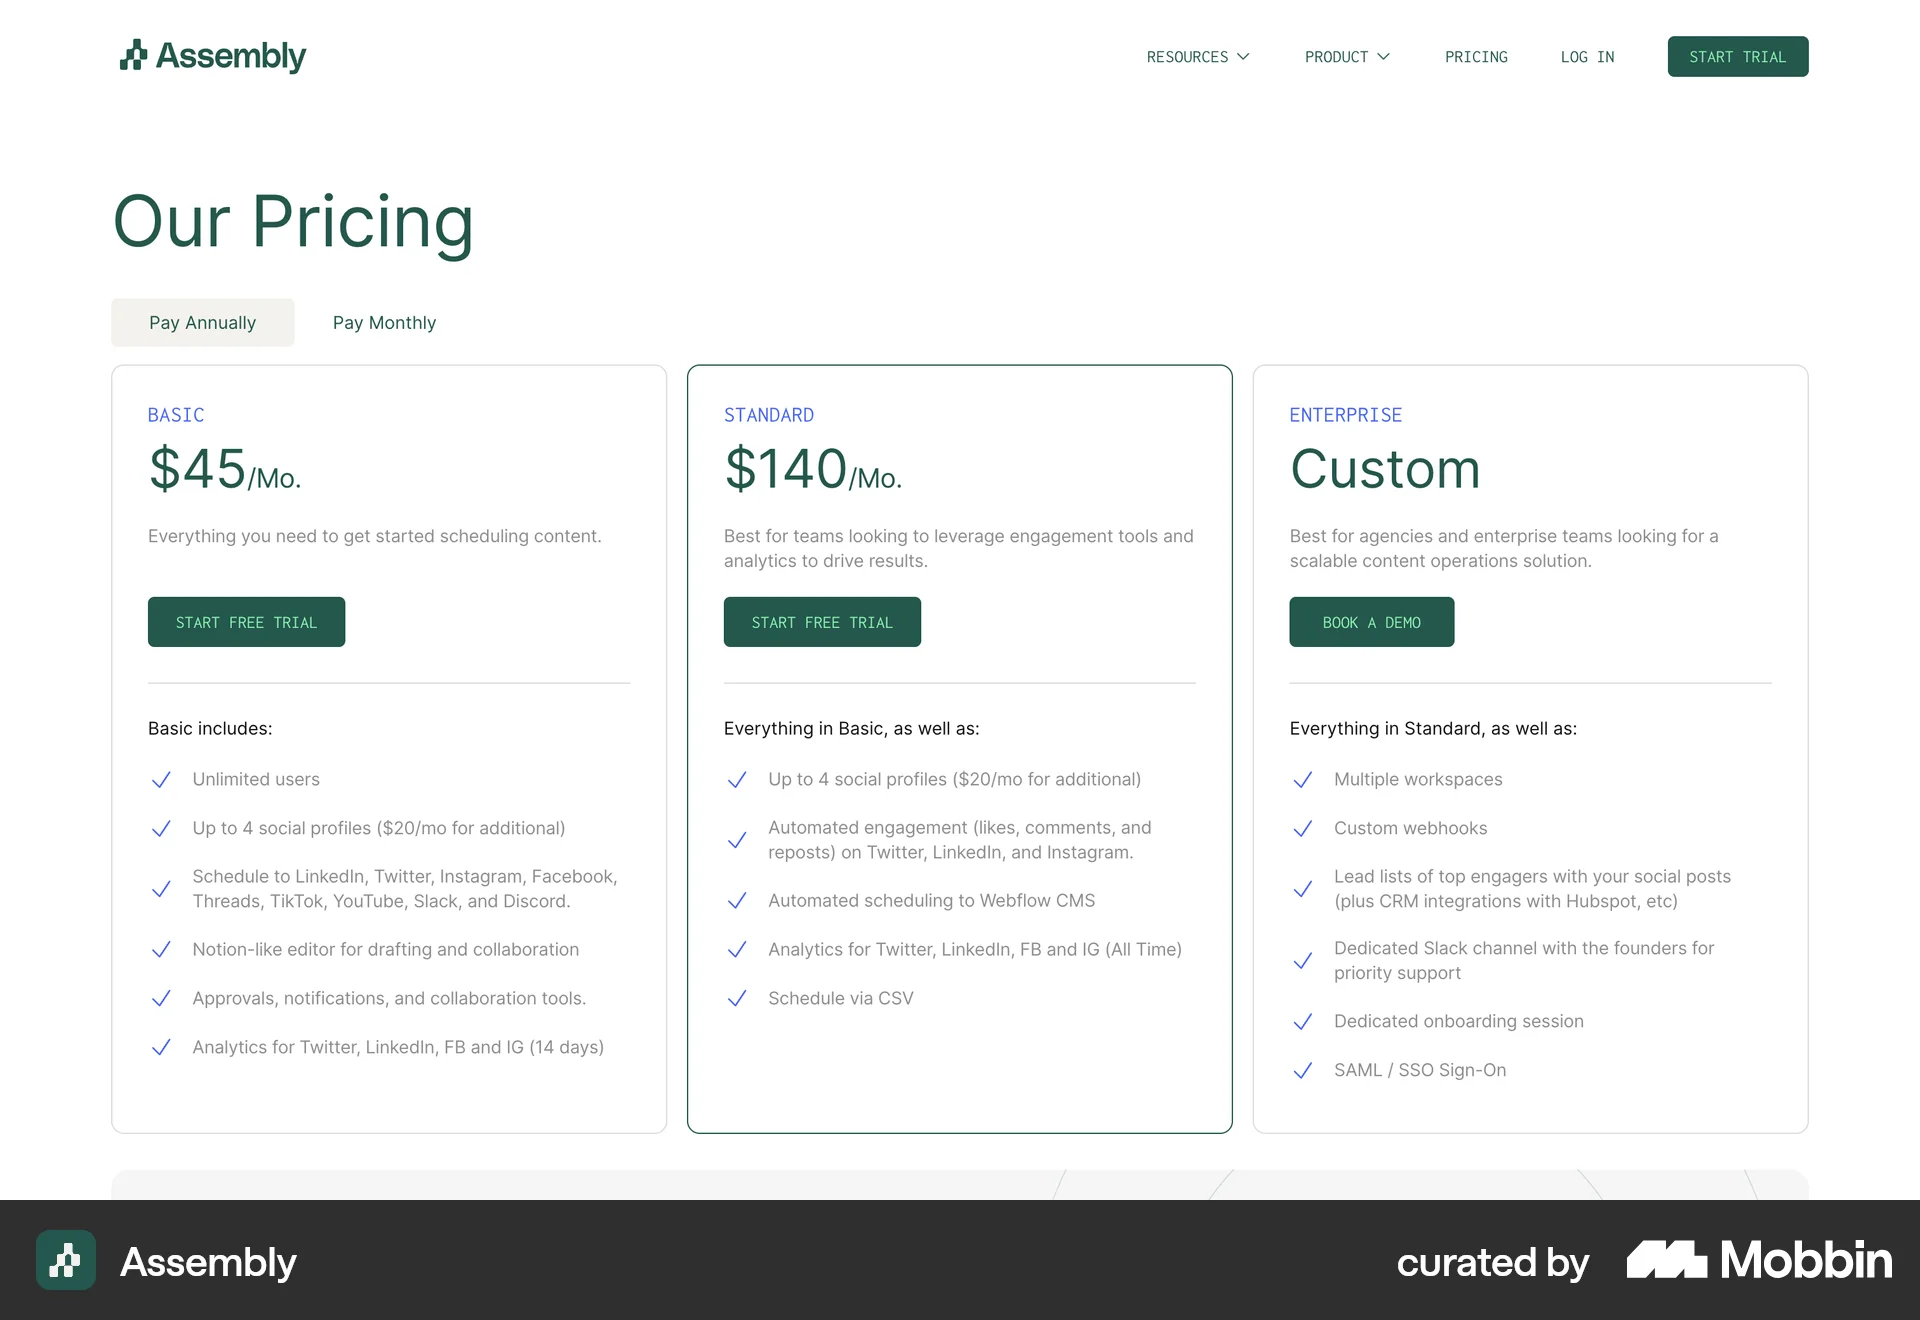 Assembly
RESOURCES
PRODUCT
PRICING
LOG IN
START TRIAL
Our Pricing
Pay Annually
Pay Monthly
BASIC
$45/Mo.
Everything you need to get started scheduling content.
START FREE TRIAL
Basic includes:
Unlimited users
Up to 4 social profiles ($20/mo for additional)
Schedule to LinkedIn, Twitter, Instagram, Facebook,
Threads, TikTok, YouTube, Slack, and Discord.
Notion-like editor for drafting and collaboration
Approvals, notifications, and collaboration tools.
Analytics for Twitter, LinkedIn, FB and IG (14 days)
STANDARD
$140/Mo.
Best for teams looking to leverage engagement tools and
analytics to drive results.
START FREE TRIAL
Everything in Basic, as well as:
Up to 4 social profiles ($20/mo for additional)
Automated engagement (likes, comments, and
reposts) on Twitter, LinkedIn, and Instagram.
Automated scheduling to Webflow CMS
Analytics for Twitter, LinkedIn, FB and IG (All Time)
Schedule via CSV
ENTERPRISE
Custom
Best for agencies and enterprise teams looking for a
scalable content operations solution.
BOOK A DEMO
Everything in Standard, as well as:
Multiple workspaces
Custom webhooks
Lead lists of top engagers with your social posts
(plus CRM integrations with Hubspot, etc)
Dedicated Slack channel with the founders for
priority support
Dedicated onboarding session
SAML / SSO Sign-On
Assembly
curated by
Mobbin